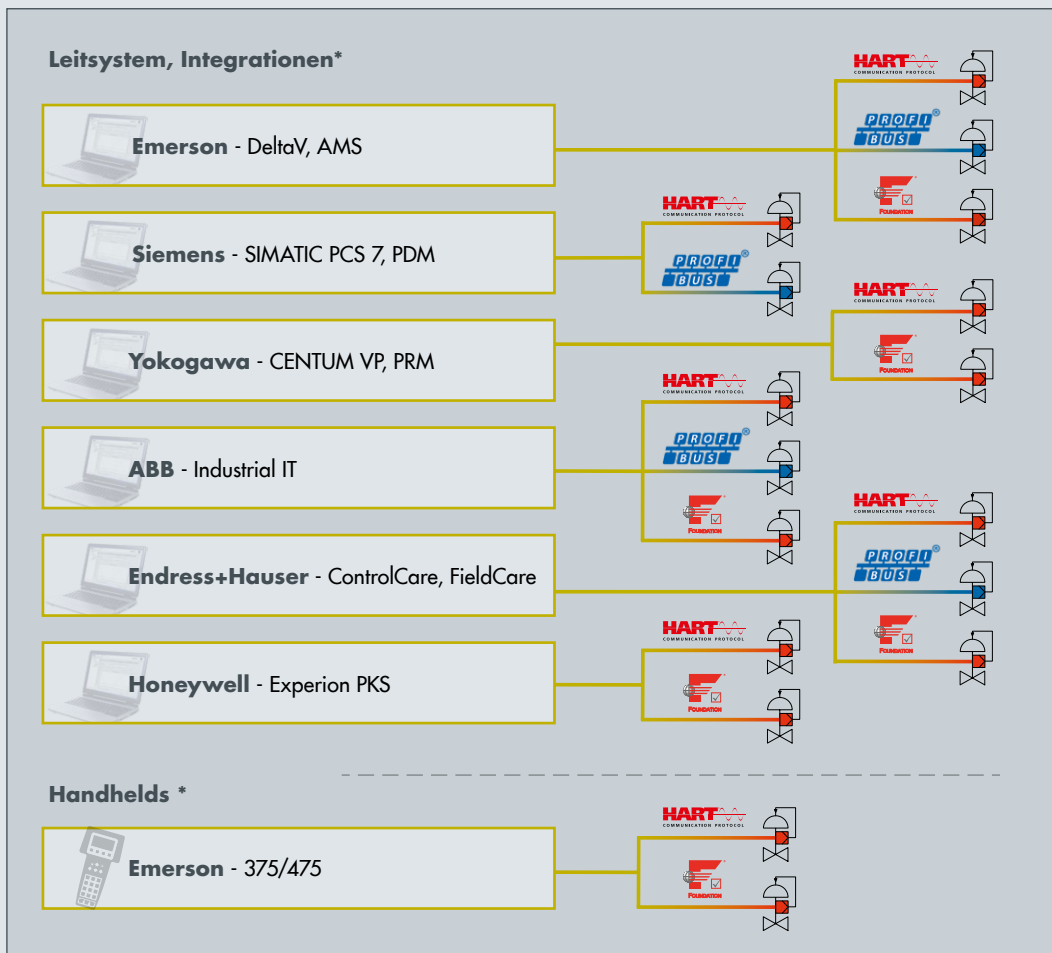 Leitsystem, Integrationen*
HART
COMMUNICATION PROTOCOL
Emerson - DeltaV, AMS
PROFI
BUS
®
FOUNDATION
HART
COMMUNICATION PROTOCOL
Siemens - SIMATIC PCS 7, PDM
PROFI
BUS
®
HART
COMMUNICATION PROTOCOL
Yokogawa - CENTUM VP, PRM
FOUNDATION
HART
COMMUNICATION PROTOCOL
PROFI
BUS
®
ABB - Industrial IT
FOUNDATION
HART
COMMUNICATION PROTOCOL
PROFI
BUS
®
Endress+Hauser - ControlCare, FieldCare
FOUNDATION
HART
COMMUNICATION PROTOCOL
Honeywell - Experion PKS
FOUNDATION
Handhelds *
HART
COMMUNICATION PROTOCOL
Emerson - 375/475
FOUNDATION